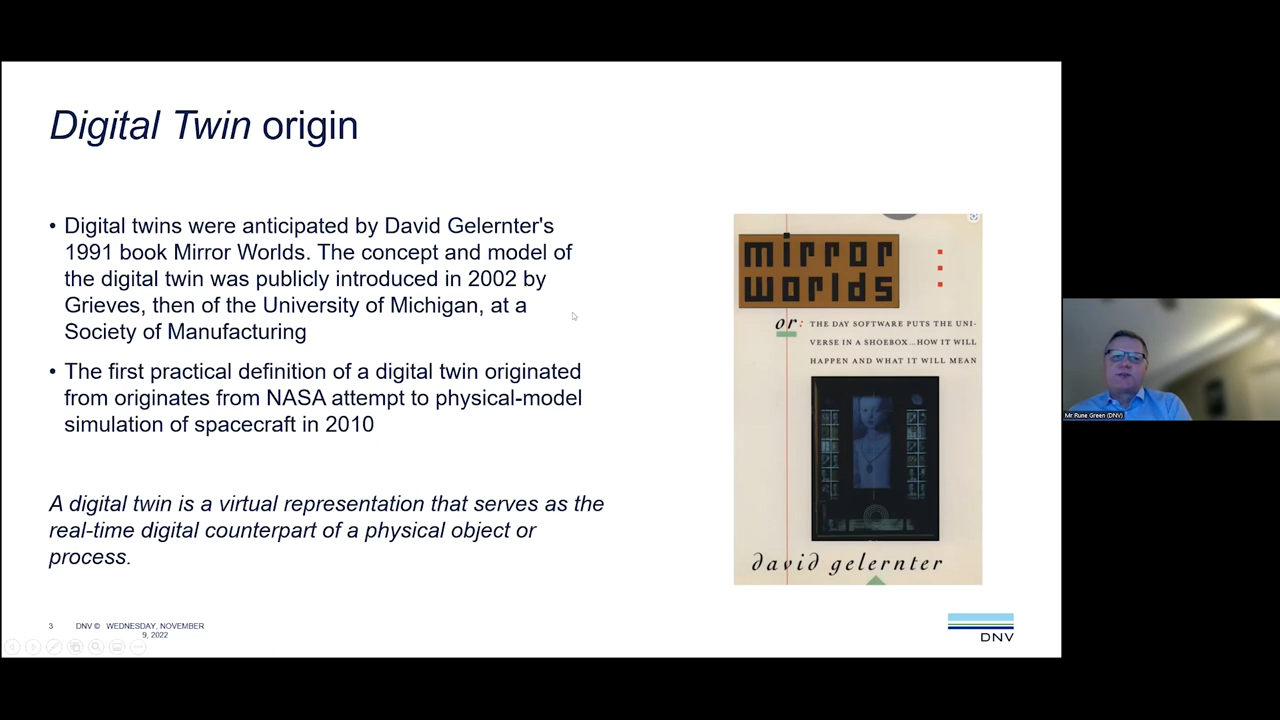 Digital Twin origin
• Digital twins were anticipated by David Gelernter's
1991 book Mirror Worlds. The concept and model of
the digital twin was publicly introduced in 2002 by
Grieves, then of the University of Michigan, at a
Society of Manufacturing
• The first practical definition of a digital twin originated
from originates from NASA attempt to physical-model
simulation of spacecraft in 2010
A digital twin is a virtual representation that serves as the
real-time digital counterpart of a physical object or
process.
mirror
worlds
or: THE DAY SOFTWARE PUTS THE UNI-
VERSE IN A SHOEBOX...HOW IT WILL
HAPPEN AND WHAT IT WILL MEAN
david gelernter
Mr Rune Green (DNV)
3 DNV © WEDNESDAY, NOVEMBER
9, 2022
DNV